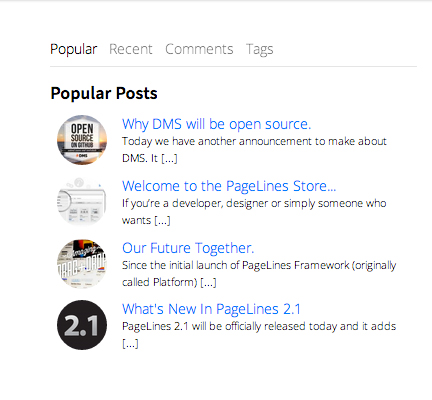 Popular Recent Comments Tags
Popular Posts
OPEN
SOURCE
ON GITHUB
DMS
Why DMS will be open source.
Today we have another announcement to make about
DMS. It [...]
Welcome to the PageLines Store...
If you're a developer, designer or simply someone who
wants [...]
Our Future Together.
Since the initial launch of PageLines Framework (originally
called Platform) [...]
2.1
What's New In PageLines 2.1
PageLines 2.1 will be officially released today and it adds
[...]